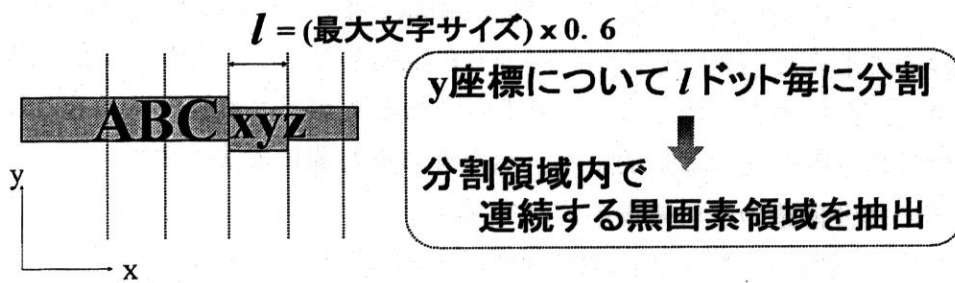 l = (最大文字サイズ) x 0. 6
ABC xyz
y
x
y座標について l ドット毎に分割
分割領域内で
連続する黒画素領域を抽出